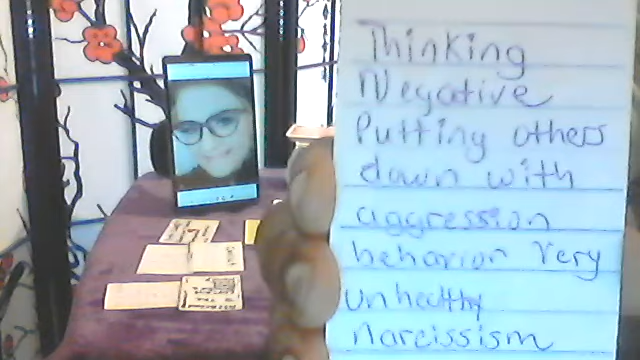 Thinking
Negative
Putting others
down with
aggression
behavior very
unhealthy
Narcissism